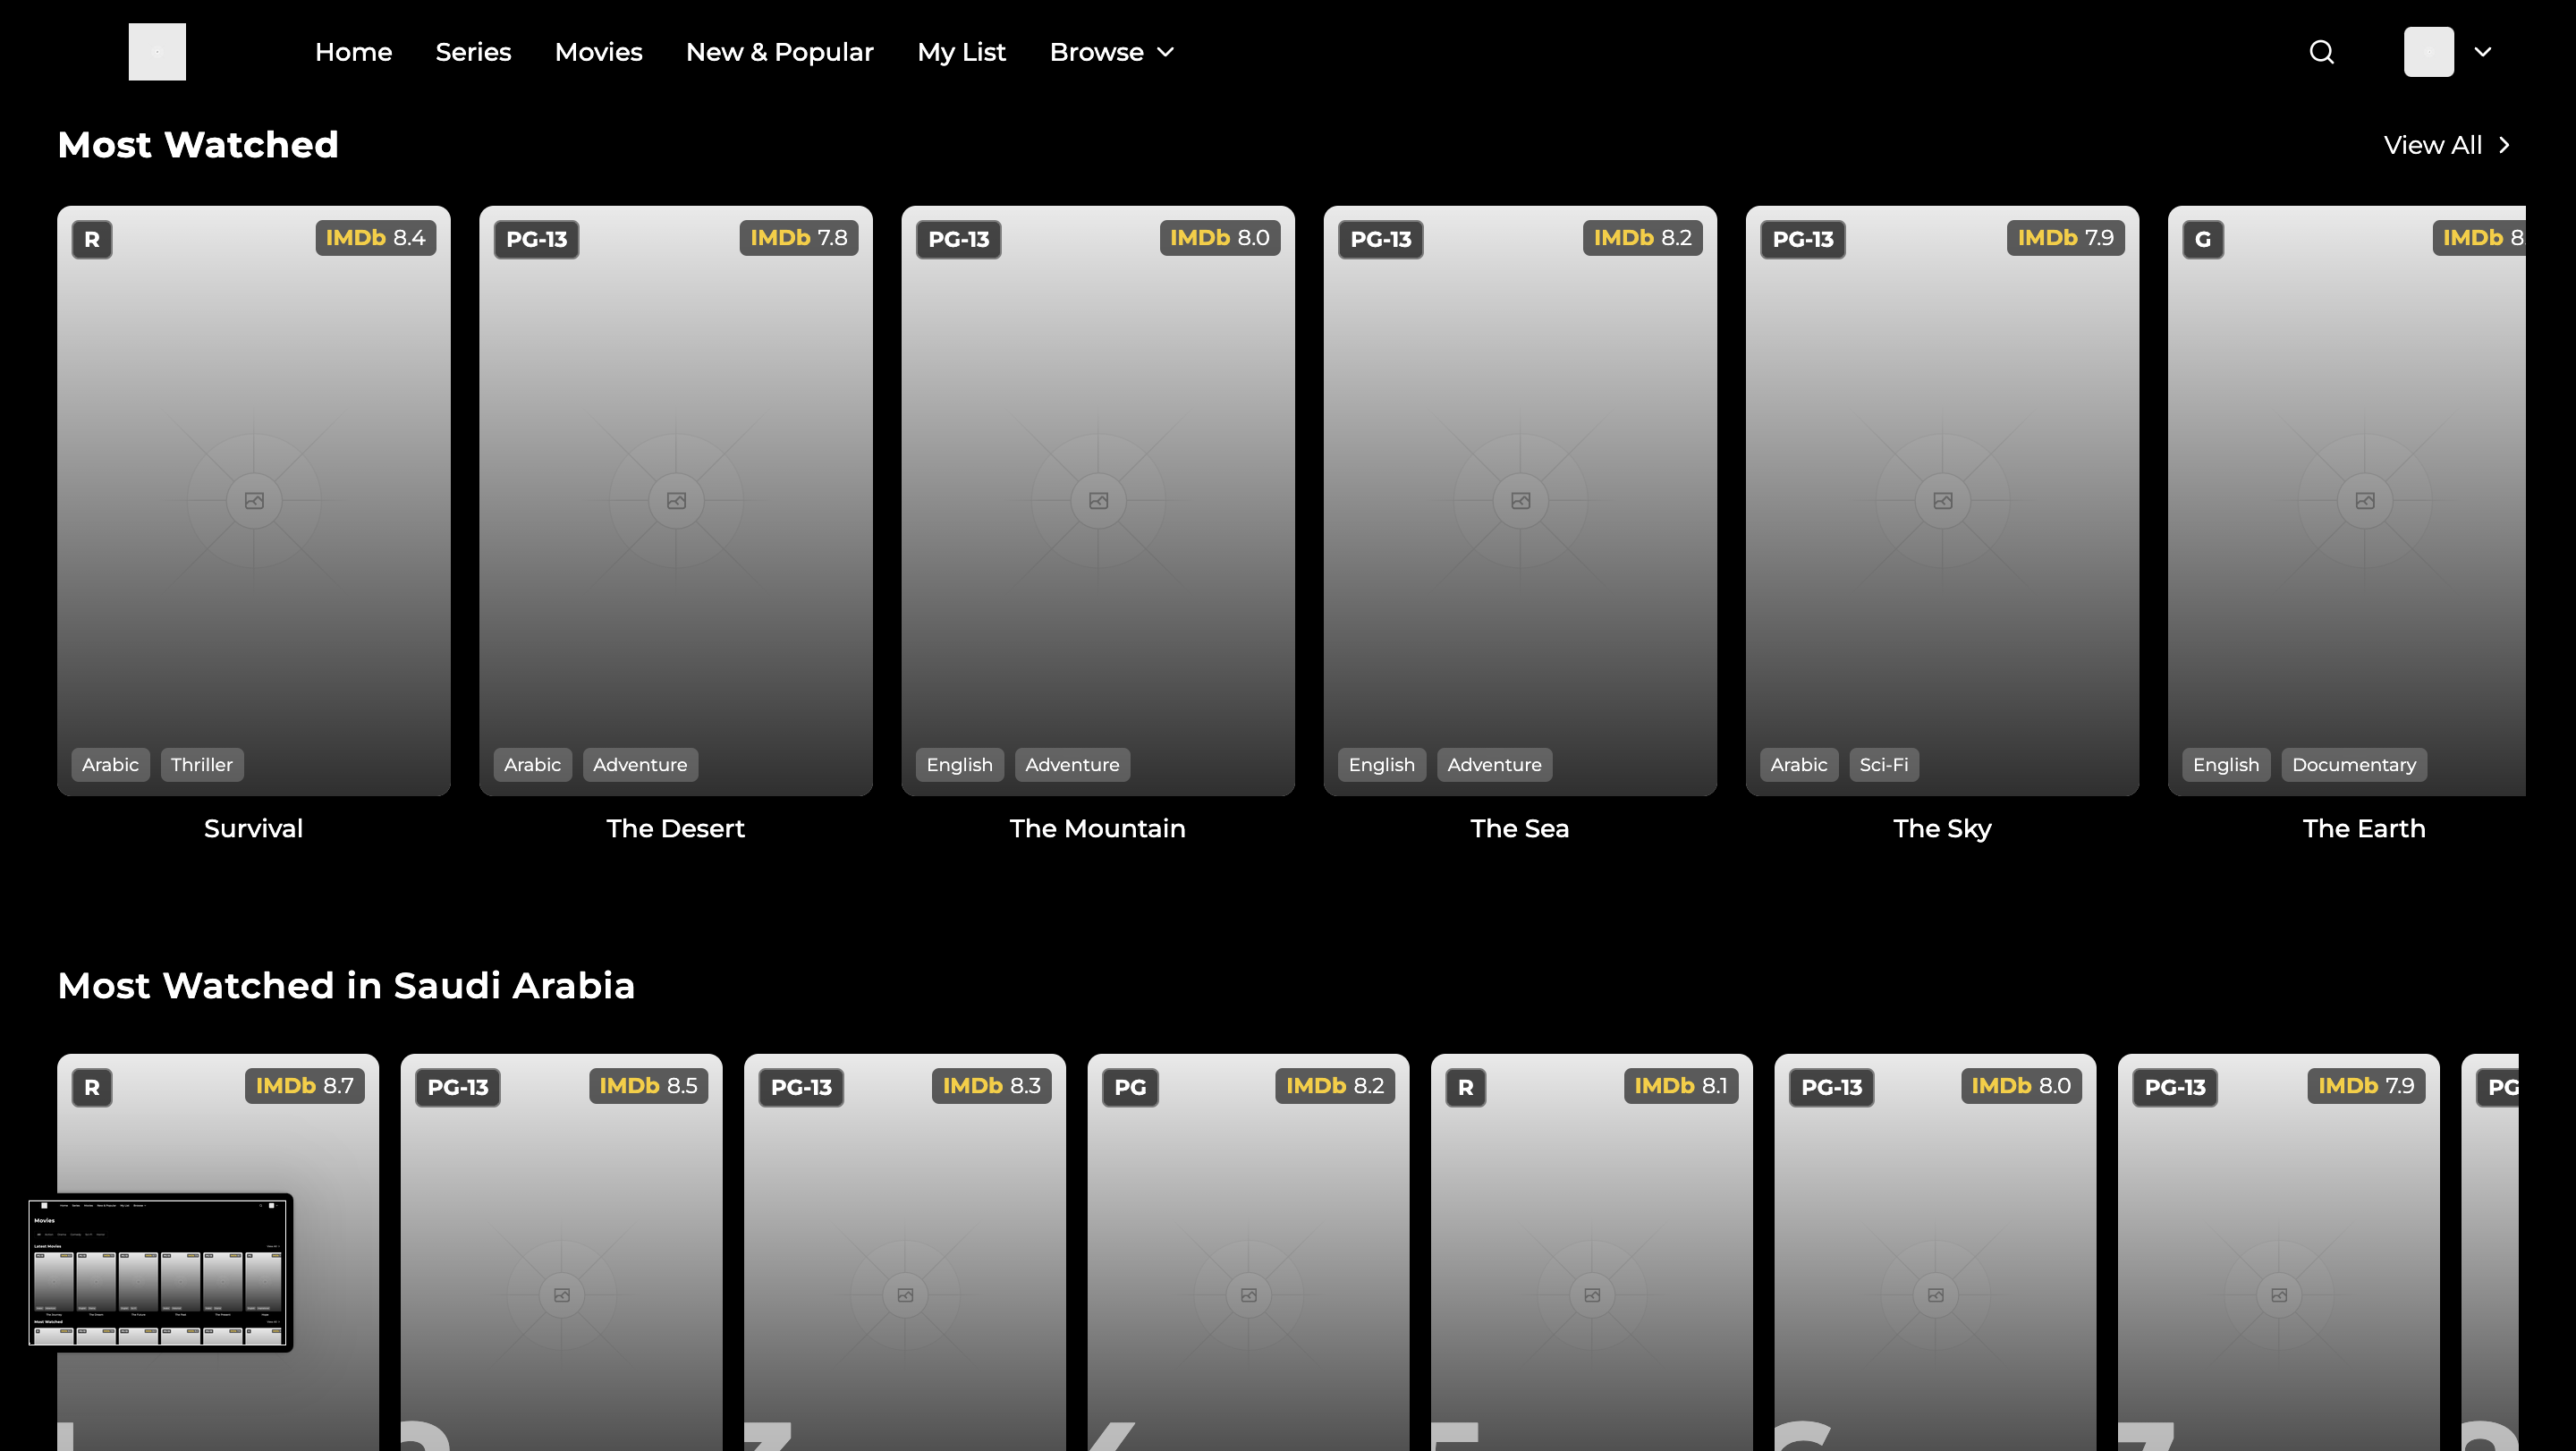 Home Series Movies New & Popular My List Browse
Most Watched
View All
R IMDb 8.4
PG-13 IMDb 7.8
PG-13 IMDb 8.0
PG-13 IMDb 8.2
PG-13 IMDb 7.9
G IMDb
Arabic Thriller
Arabic Adventure
English Adventure
English Adventure
Arabic Sci-Fi
English Documentary
Survival
The Desert
The Mountain
The Sea
The Sky
The Earth
Most Watched in Saudi Arabia
R IMDb 8.7
PG-13 IMDb 8.5
PG-13 IMDb 8.3
PG IMDb 8.2
R IMDb 8.1
PG-13 IMDb 8.0
PG-13 IMDb 7.9
Movies
Latest Movies
Most Watched